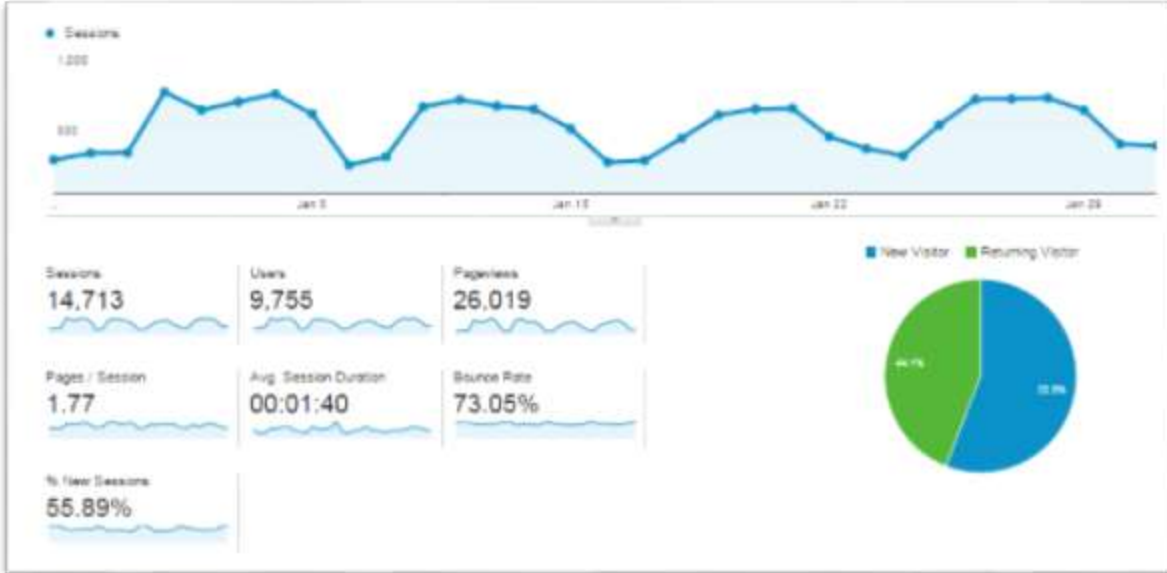 Sessions
1,000
500
Jan 15
Jan 22
Jan 29
New Visitor Returning Visitor
Sessions Users Pageviews
14,713 9,755 26,019
44.1%
Pages / Session Avg. Session Duration Bounce Rate
1.77 00:01:40 73.05%
% New Sessions
55.89%